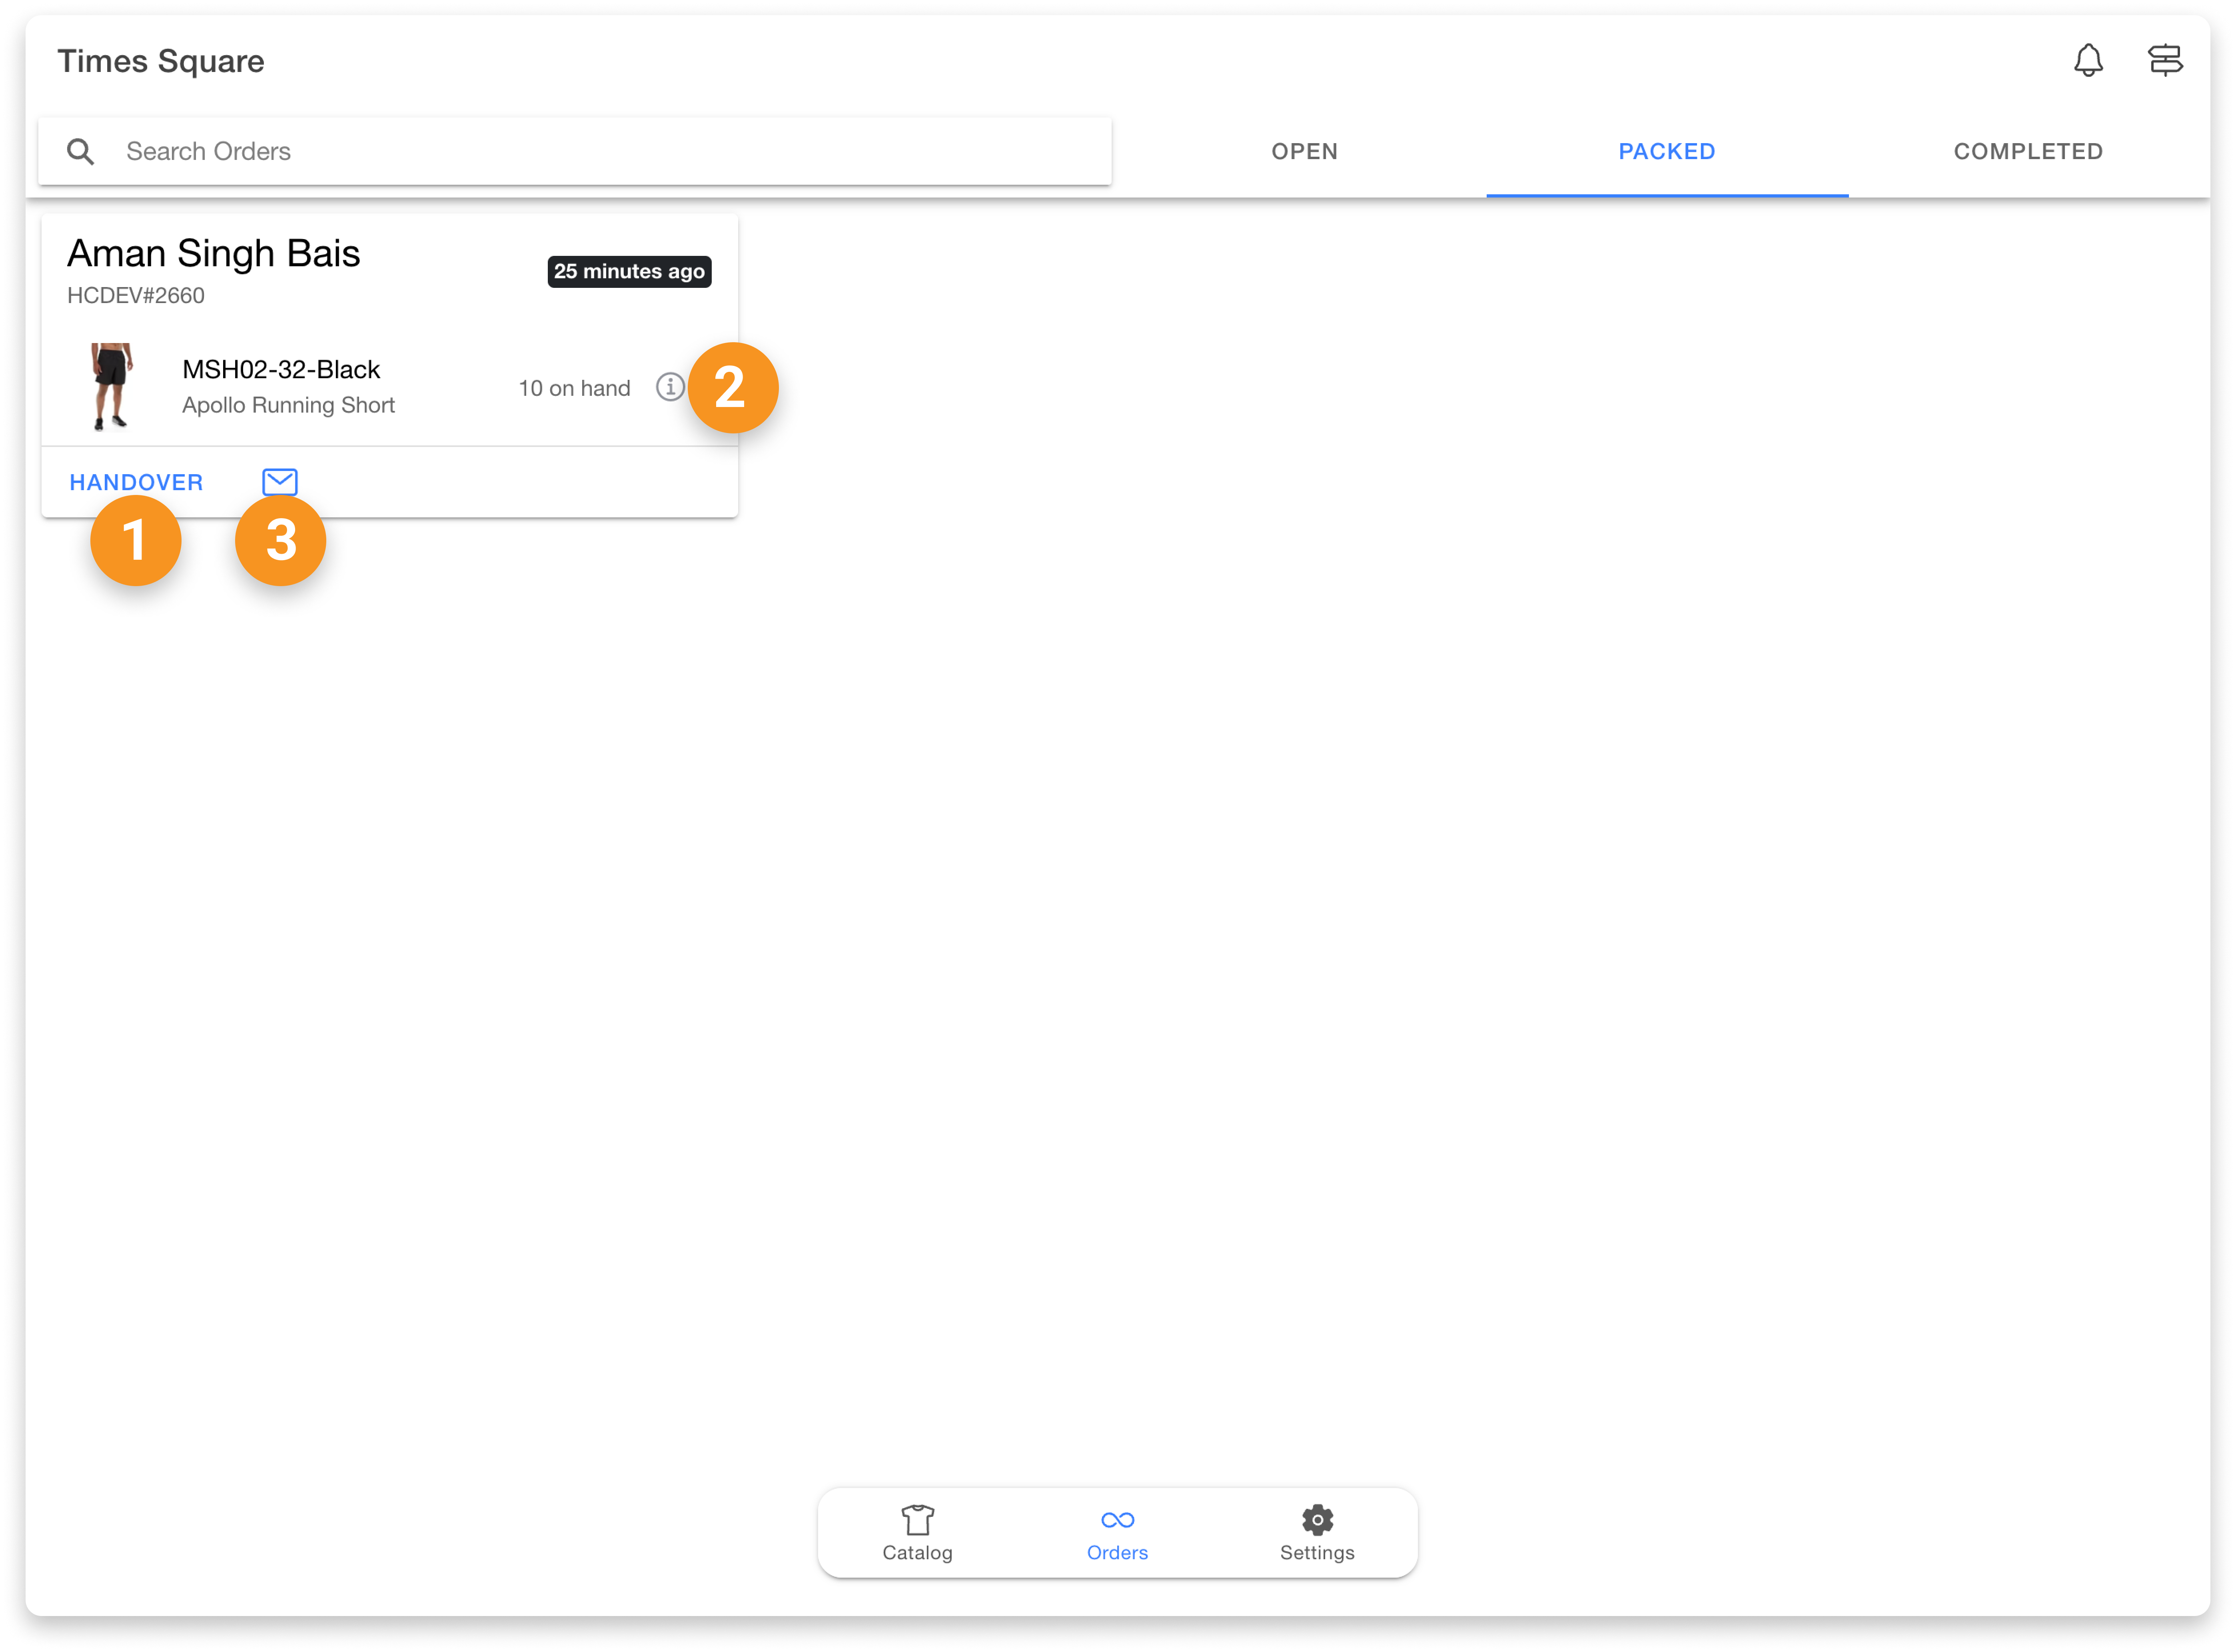 Times Square
Search Orders
OPEN
PACKED
COMPLETED
Aman Singh Bais
HCDEV#2660
25 minutes ago
MSH02-32-Black
Apollo Running Short
10 on hand
2
HANDOVER
1
3
Catalog
Orders
Settings